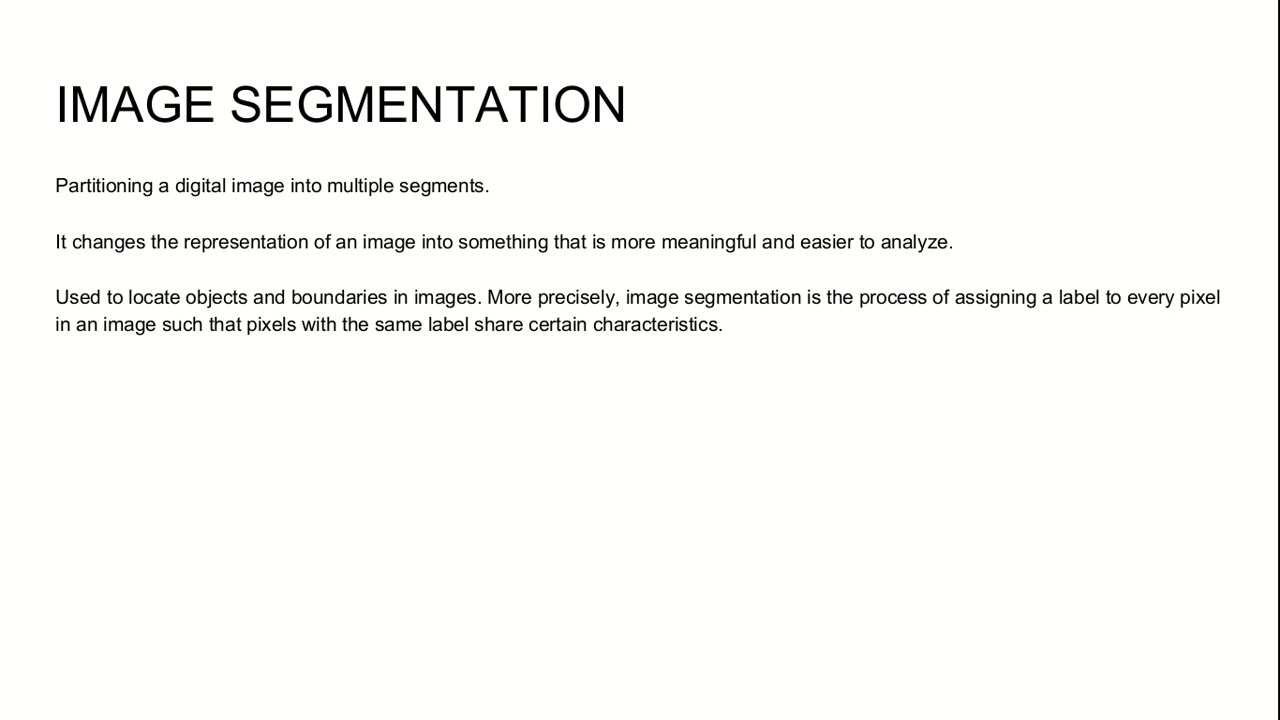 IMAGE SEGMENTATION
Partitioning a digital image into multiple segments.
It changes the representation of an image into something that is more meaningful and easier to analyze.
Used to locate objects and boundaries in images. More precisely, image segmentation is the process of assigning a label to every pixel
in an image such that pixels with the same label share certain characteristics.